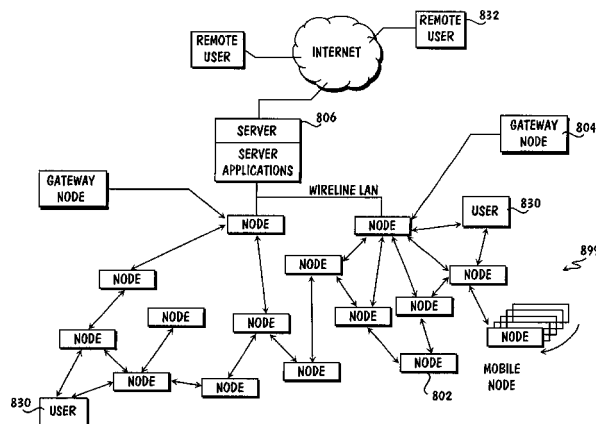 832
REMOTE
USER
REMOTE
USER
INTERNET
806
SERVER
SERVER
APPLICATIONS
GATEWAY
NODE
804
GATEWAY
NODE
WIRELINE LAN
USER
830
NODE
NODE
NODE
NODE
NODE
899
NODE
NODE
NODE
NODE
NODE
NODE
NODE
MOBILE
NODE
NODE
NODE
NODE
NODE
802
830
USER